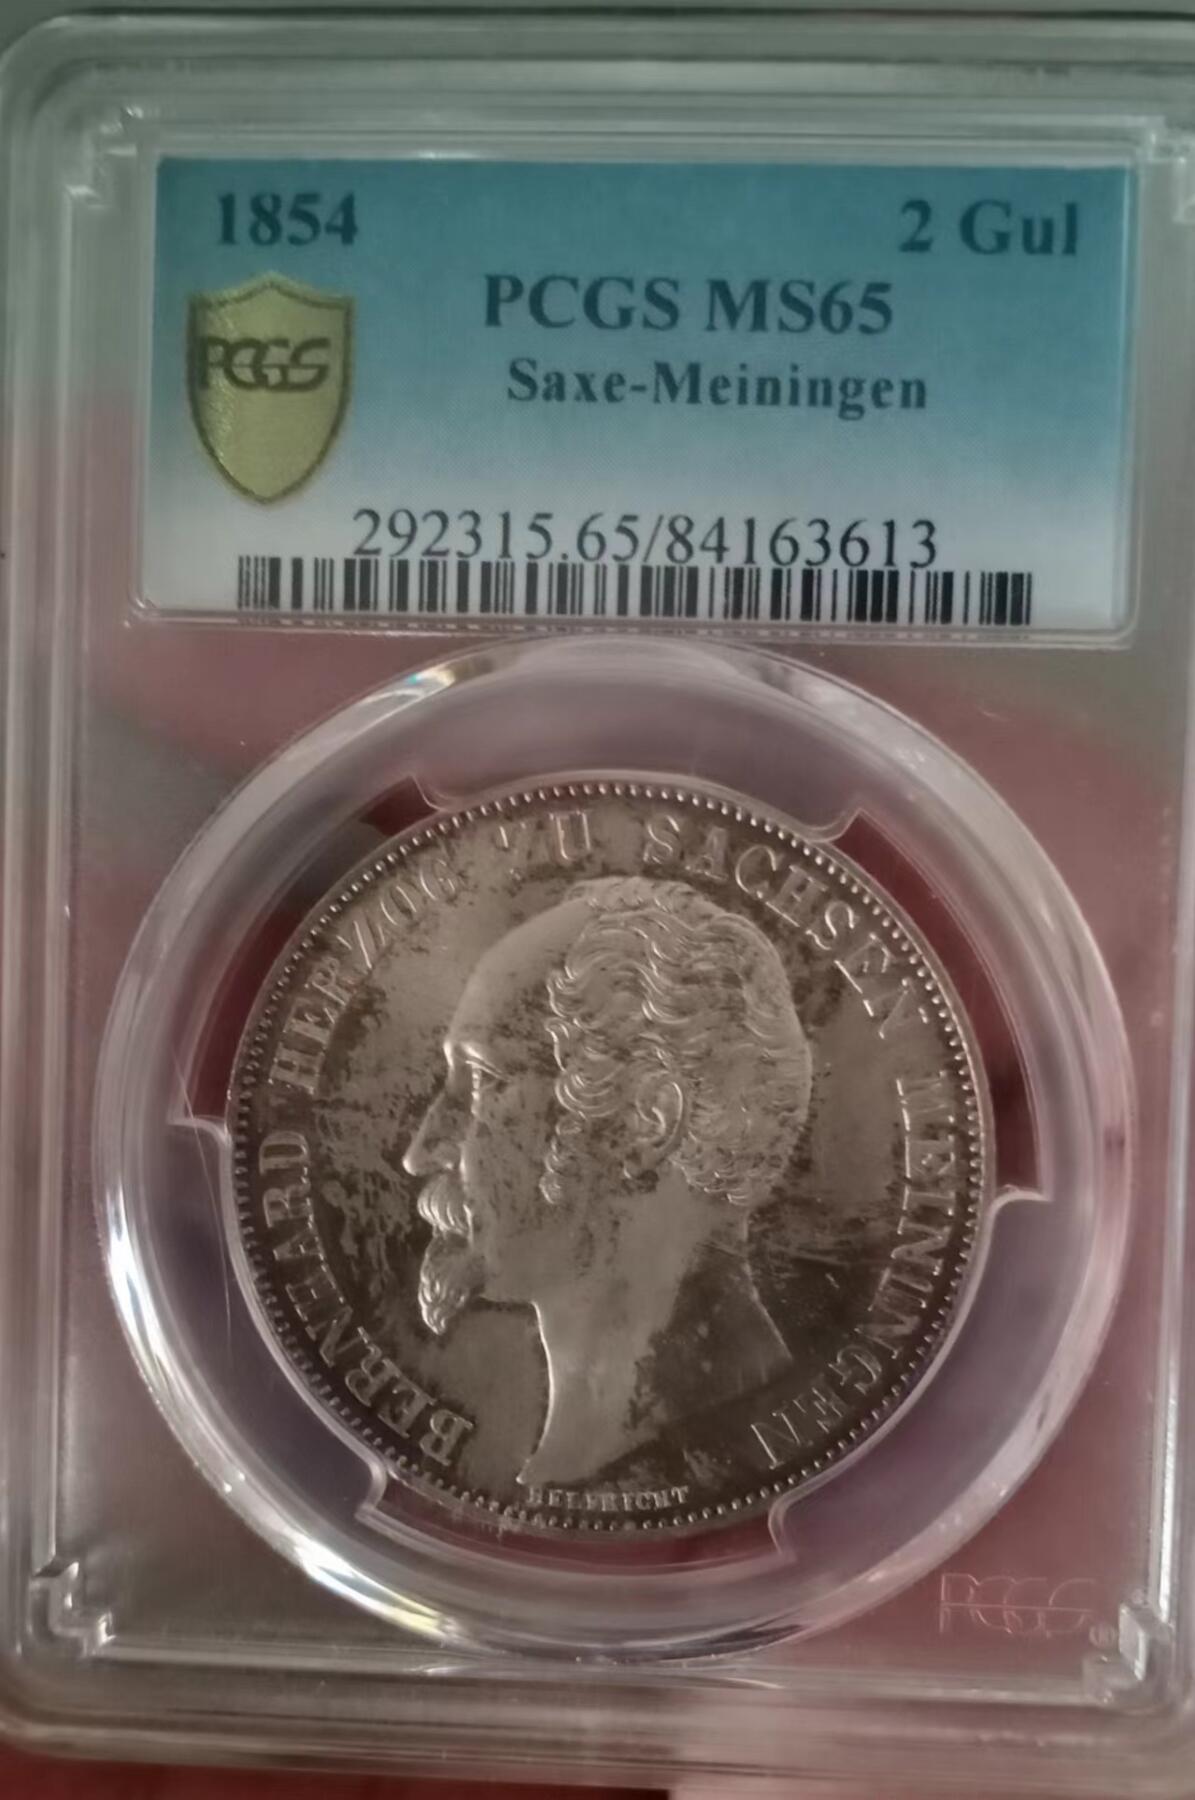 1854
2 Gul
PCGS MS65
Saxe-Meiningen
PCGS
292315.65/84163613
BERNHARD HERZOG ZU SACHSEN MEININGEN
HELFRICHT
PCGS